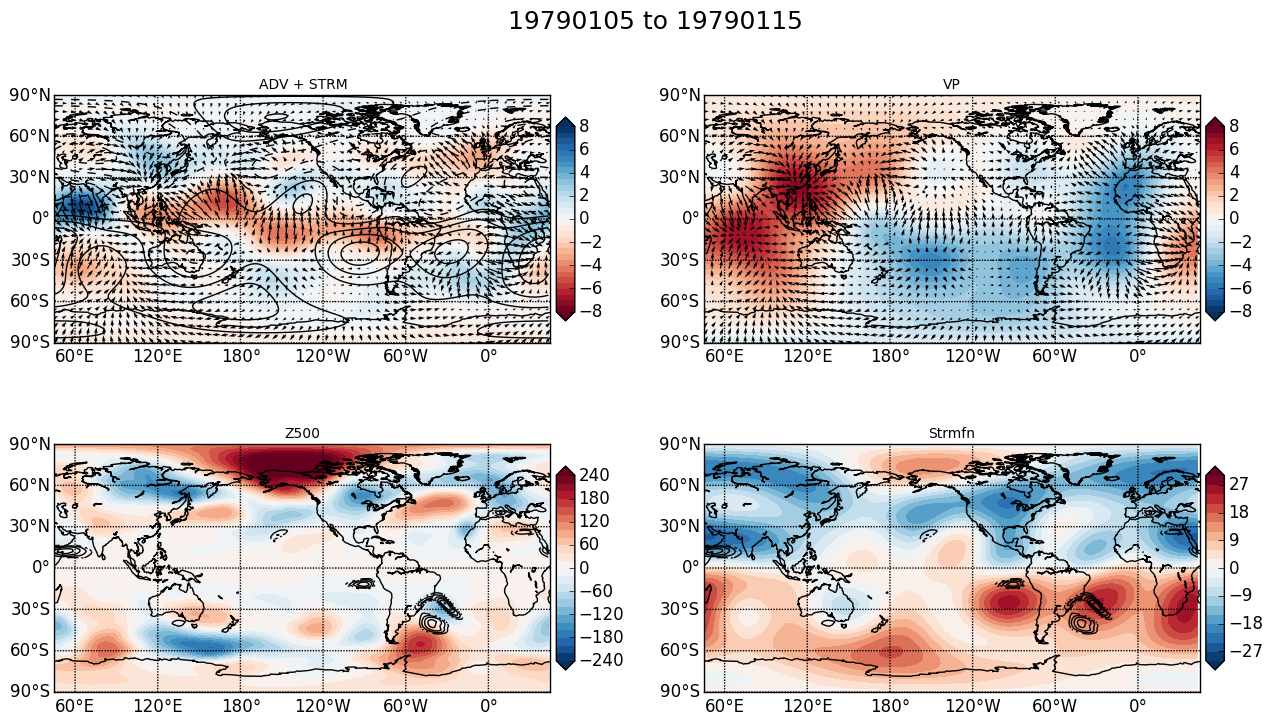 19790105 to 19790115
ADV + STRM
90°N
60°N
30°N
0°
30°S
60°S
90°S
60°E 120°E 180° 120°W 60°W 0°
8
6
4
2
0
−2
−4
−6
−8
VP
90°N
60°N
30°N
0°
30°S
60°S
90°S
60°E 120°E 180° 120°W 60°W 0°
8
6
4
2
0
−2
−4
−6
−8
Z500
90°N
60°N
30°N
0°
30°S
60°S
90°S
60°E 120°E 180° 120°W 60°W 0°
240
180
120
60
0
−60
−120
−180
−240
Strmfn
90°N
60°N
30°N
0°
30°S
60°S
90°S
60°E 120°E 180° 120°W 60°W 0°
27
18
9
0
−9
−18
−27